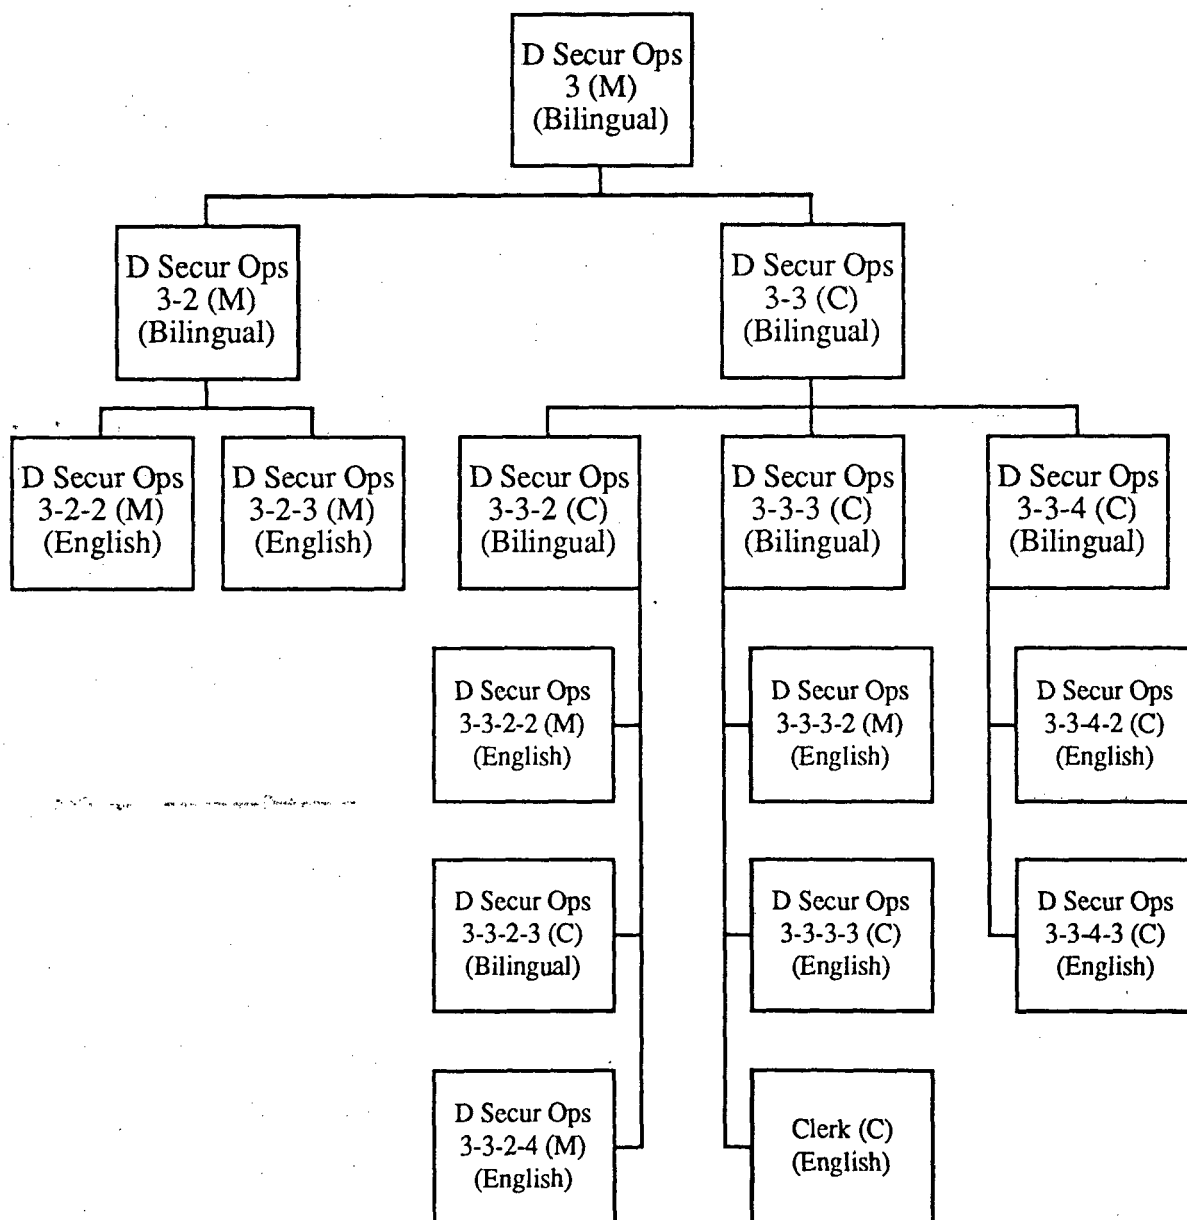 D Secur Ops
3 (M)
(Bilingual)
D Secur Ops
3-2 (M)
(Bilingual)
D Secur Ops
3-3 (C)
(Bilingual)
D Secur Ops
3-2-2 (M)
(English)
D Secur Ops
3-2-3 (M)
(English)
D Secur Ops
3-3-2 (C)
(Bilingual)
D Secur Ops
3-3-3 (C)
(Bilingual)
D Secur Ops
3-3-4 (C)
(Bilingual)
D Secur Ops
3-3-2-2 (M)
(English)
D Secur Ops
3-3-3-2 (M)
(English)
D Secur Ops
3-3-4-2 (C)
(English)
D Secur Ops
3-3-2-3 (C)
(Bilingual)
D Secur Ops
3-3-3-3 (C)
(English)
D Secur Ops
3-3-4-3 (C)
(English)
D Secur Ops
3-3-2-4 (M)
(English)
Clerk (C)
(English)